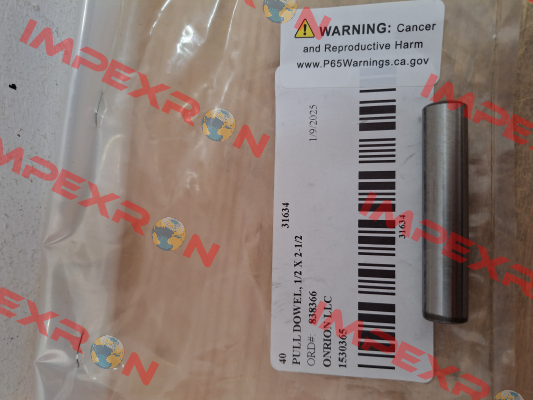 WARNING: Cancer
and Reproductive Harm
www.P65Warnings.ca.gov
1/9/2025
31634
40 31634
PULL DOWEL, 1/2 X 2-1/2
ORD# 838366
ONRION LLC
1530365
IMPEXRON
IMPEXRON
IMPEXRON
IMPEXRON
IMPEXRON
IMPEXRON